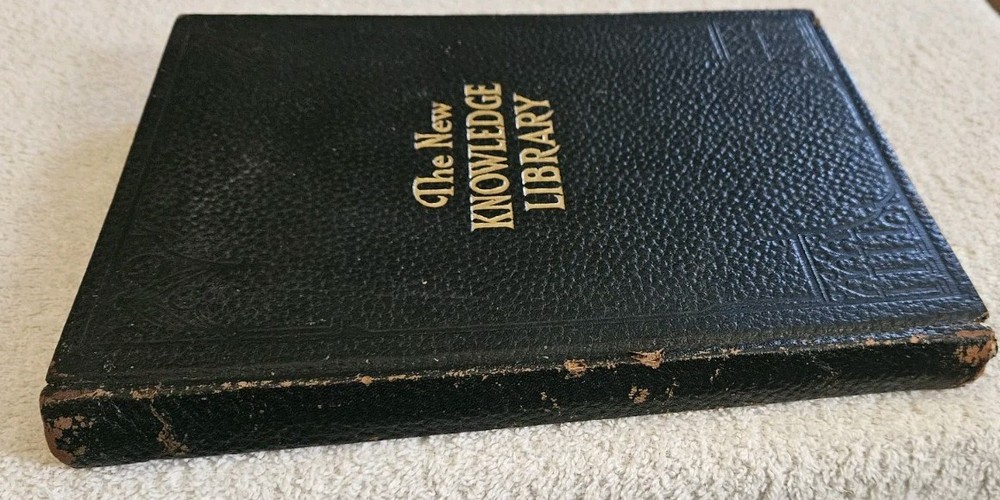 The New
KNOWLEDGE
LIBRARY